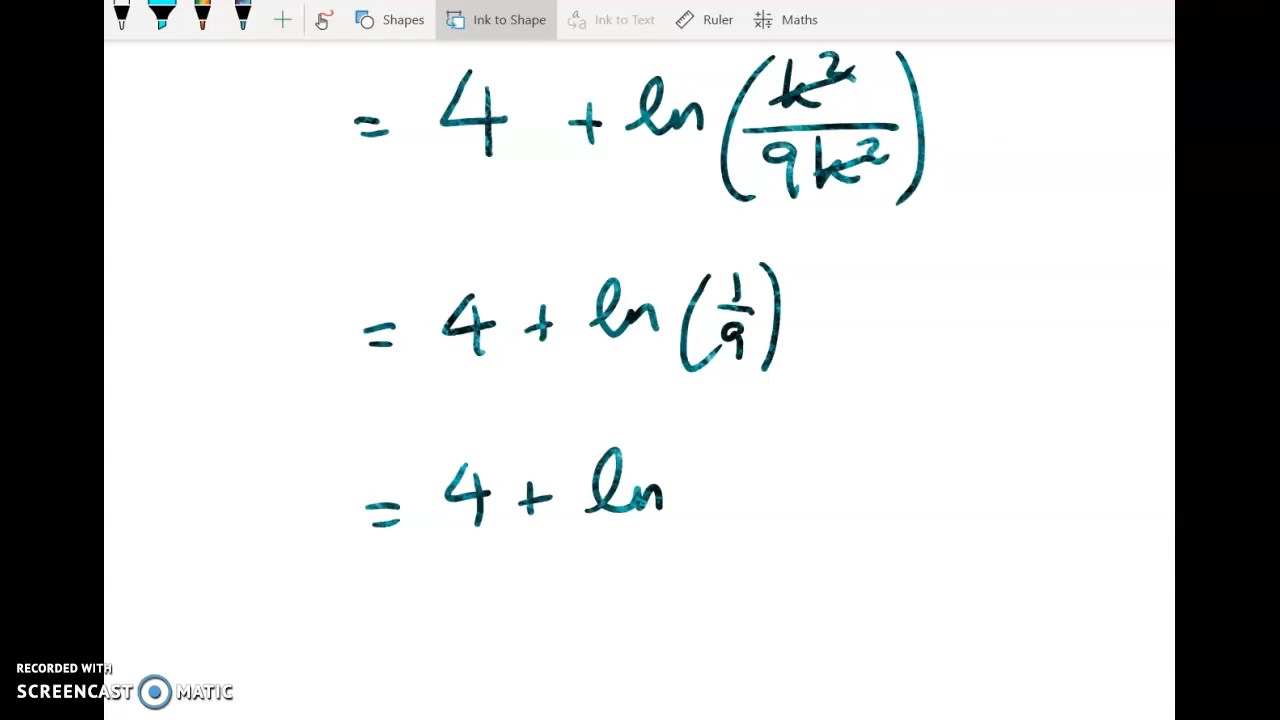 Shapes Ink to Shape Ink to Text Ruler Maths
= 4 + ln(k²/9k²)
= 4 + ln(1/9)
= 4 + ln
RECORDED WITH
SCREENCAST MATIC